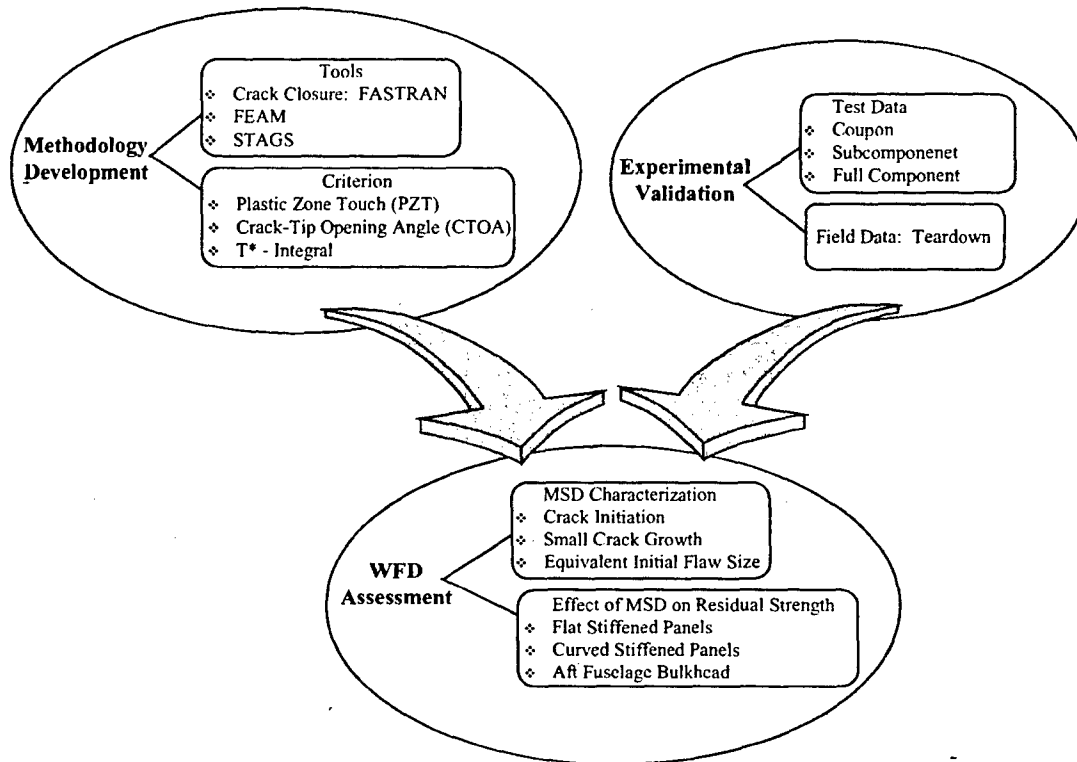 Methodology
Development
Tools
❖ Crack Closure: FASTRAN
❖ FEAM
❖ STAGS
Criterion
❖ Plastic Zone Touch (PZT)
❖ Crack-Tip Opening Angle (CTOA)
❖ T* - Integral
Experimental
Validation
Test Data
❖ Coupon
❖ Subcomponenet
❖ Full Component
Field Data: Teardown
WFD
Assessment
MSD Characterization
❖ Crack Initiation
❖ Small Crack Growth
❖ Equivalent Initial Flaw Size
Effect of MSD on Residual Strength
❖ Flat Stiffened Panels
❖ Curved Stiffened Panels
❖ Aft Fuselage Bulkhead